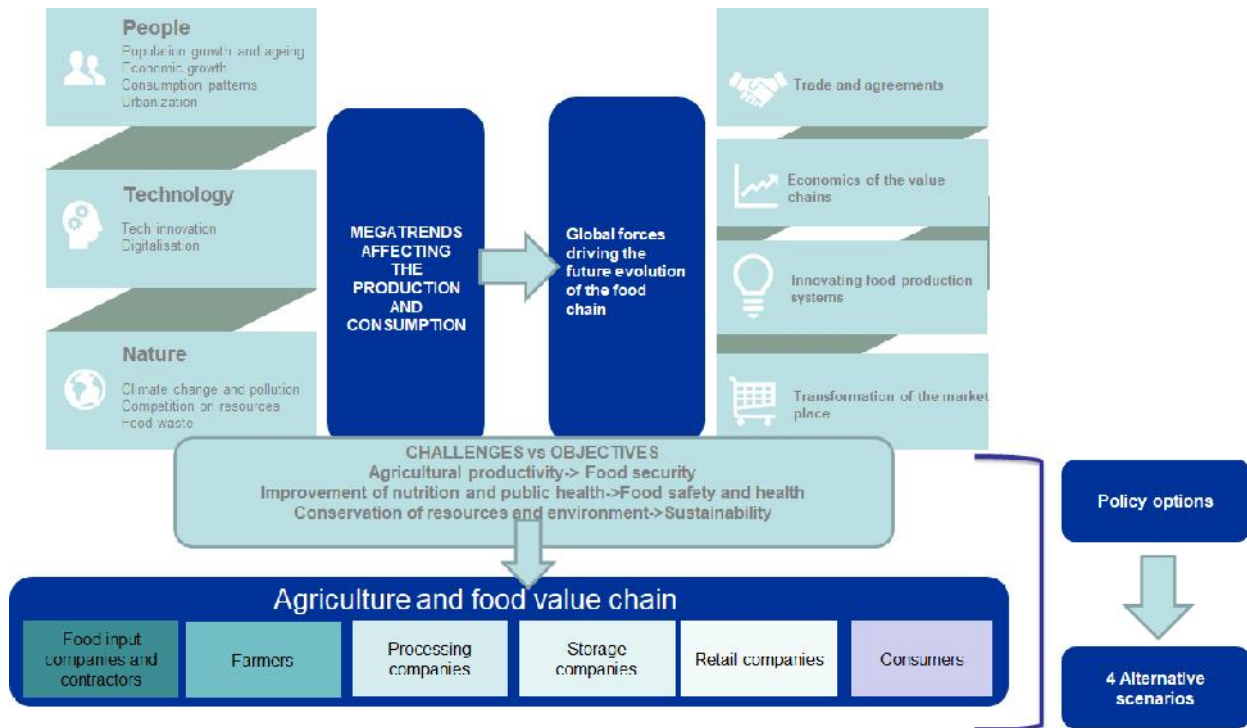 People
Population growth and ageing
Economic growth
Consumption patterns
Urbanization
Technology
Tech innovation
Digitalisation
Nature
Climate change and pollution
Competition on resources
Food waste
MEGATRENDS
AFFECTING
THE
PRODUCTION
AND
CONSUMPTION
Global forces
driving the
future evolution
of the food
chain
Trade and agreements
Economics of the value
chains
Innovating food production
systems
Transformation of the market
place
CHALLENGES vs OBJECTIVES
Agricultural productivity-> Food security
Improvement of nutrition and public health->Food safety and health
Conservation of resources and environment->Sustainability
Agriculture and food value chain
Food input
companies and
contractors
Farmers
Processing
companies
Storage
companies
Retail companies
Consumers
Policy options
4 Alternative
scenarios